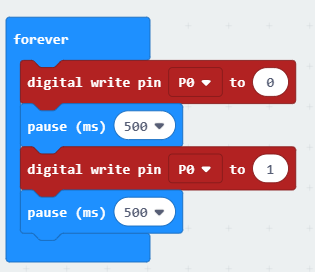 forever
digital write pin P0 to 0
pause (ms) 500
digital write pin P0 to 1
pause (ms) 500